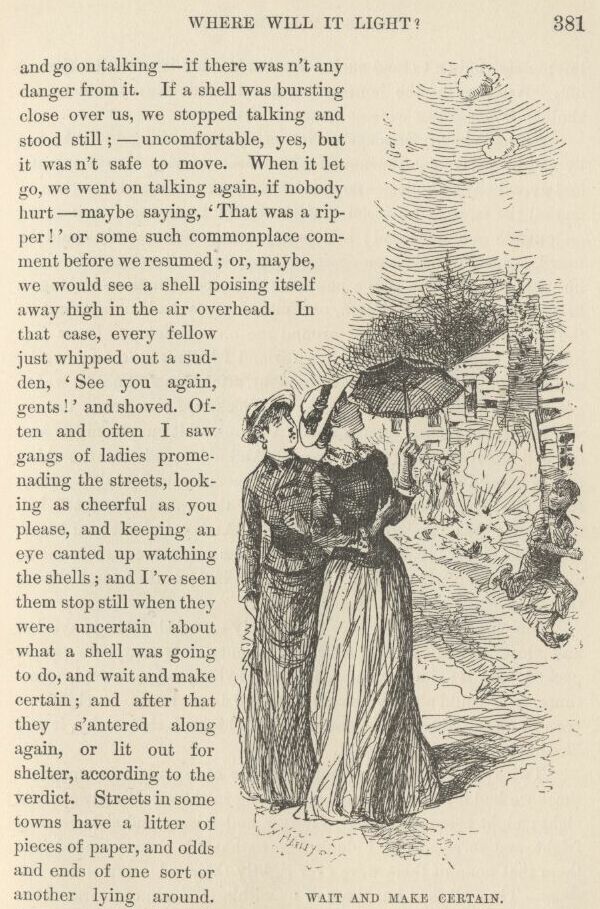 WHERE WILL IT LIGHT? 381
and go on talking — if there was n't any
danger from it. If a shell was bursting
close over us, we stopped talking and
stood still; — uncomfortable, yes, but
it was n't safe to move. When it let
go, we went on talking again, if nobody
hurt — maybe saying, ‘That was a rip-
per!’ or some such commonplace com-
ment before we resumed; or, maybe,
we would see a shell poising itself
away high in the air overhead. In
that case, every fellow
just whipped out a sud-
den, ‘See you again,
gents!’ and shoved. Of-
ten and often I saw
gangs of ladies prome-
nading the streets, look-
ing as cheerful as you
please, and keeping an
eye canted up watching
the shells; and I 've seen
them stop still when they
were uncertain about
what a shell was going
to do, and wait and make
certain; and after that
they s'antered along
again, or lit out for
shelter, according to the
verdict. Streets in some
towns have a litter of
pieces of paper, and odds
and ends of one sort or
another lying around.
WAIT AND MAKE CERTAIN.